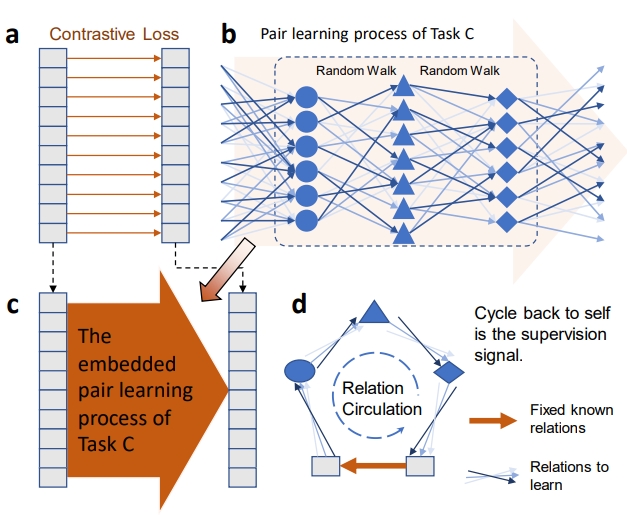 a
Contrastive Loss
b
Pair learning process of Task C
Random Walk
Random Walk
c
The
embedded
pair learning
process of
Task C
d
Relation
Circulation
Cycle back to self
is the supervision
signal.
Fixed known
relations
Relations to
learn